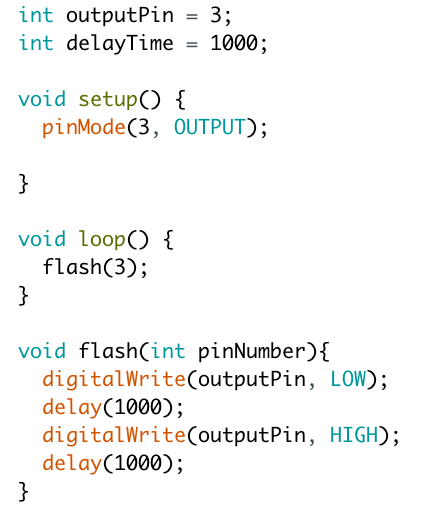 int outputPin = 3;
int delayTime = 1000;
void setup() {
pinMode(3, OUTPUT);
}
void loop() {
flash(3);
}
void flash(int pinNumber){
digitalWrite(outputPin, LOW);
delay(1000);
digitalWrite(outputPin, HIGH);
delay(1000);
}